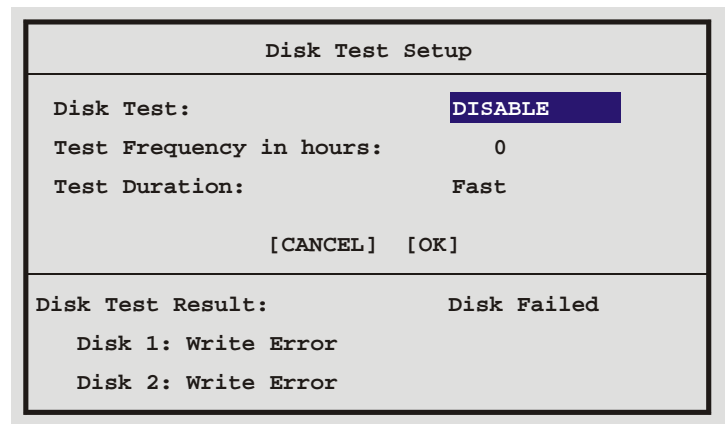 Disk Test Setup
Disk Test: DISABLE
Test Frequency in hours: 0
Test Duration: Fast
[CANCEL] [OK]
Disk Test Result: Disk Failed
Disk 1: Write Error
Disk 2: Write Error